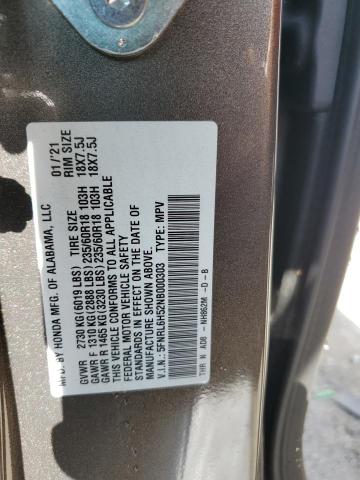 MFD. BY HONDA MFG. OF ALABAMA, LLC 01/'21
GVWR 2730 KG (6019 LBS) TIRE SIZE RIM SIZE
GAWR F 1310 KG (2888 LBS) 235/60R18 103H 18X7.5J
GAWR R 1465 KG (3230 LBS) 235/60R18 103H 18X7.5J
THIS VEHICLE CONFORMS TO ALL APPLICABLE
FEDERAL MOTOR VEHICLE SAFETY
STANDARDS IN EFFECT ON THE DATE OF
MANUFACTURE SHOWN ABOVE.
V.I.N.: 5FNRL6H52NB000303 TYPE: MPV
THR N AD8 - NH862M -D -B